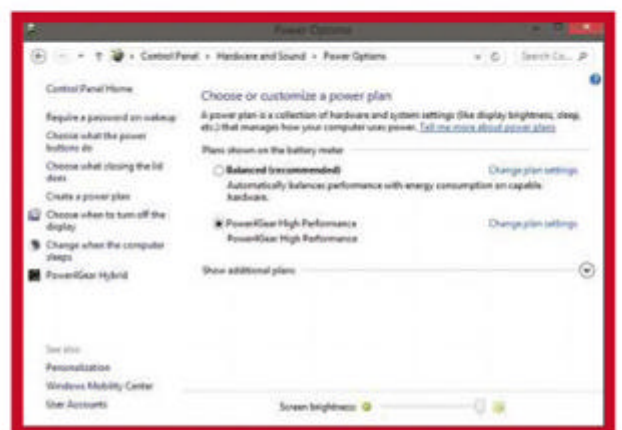 Power Options
Control Panel › Hardware and Sound › Power Options
Search Co...
Control Panel Home
Require a password on wakeup
Choose what the power
buttons do
Choose what closing the lid
does
Create a power plan
Choose when to turn off the
display
Change when the computer
sleeps
Power4Gear Hybrid
See also
Personalization
Windows Mobility Center
User Accounts
Choose or customize a power plan
A power plan is a collection of hardware and system settings (like display brightness, sleep,
etc.) that manages how your computer uses power. Tell me more about power plans
Plans shown on the battery meter
Balanced (recommended) Change plan settings
Automatically balances performance with energy consumption on capable
hardware.
Power4Gear High Performance Change plan settings
Power4Gear High Performance
Show additional plans
Screen brightness: